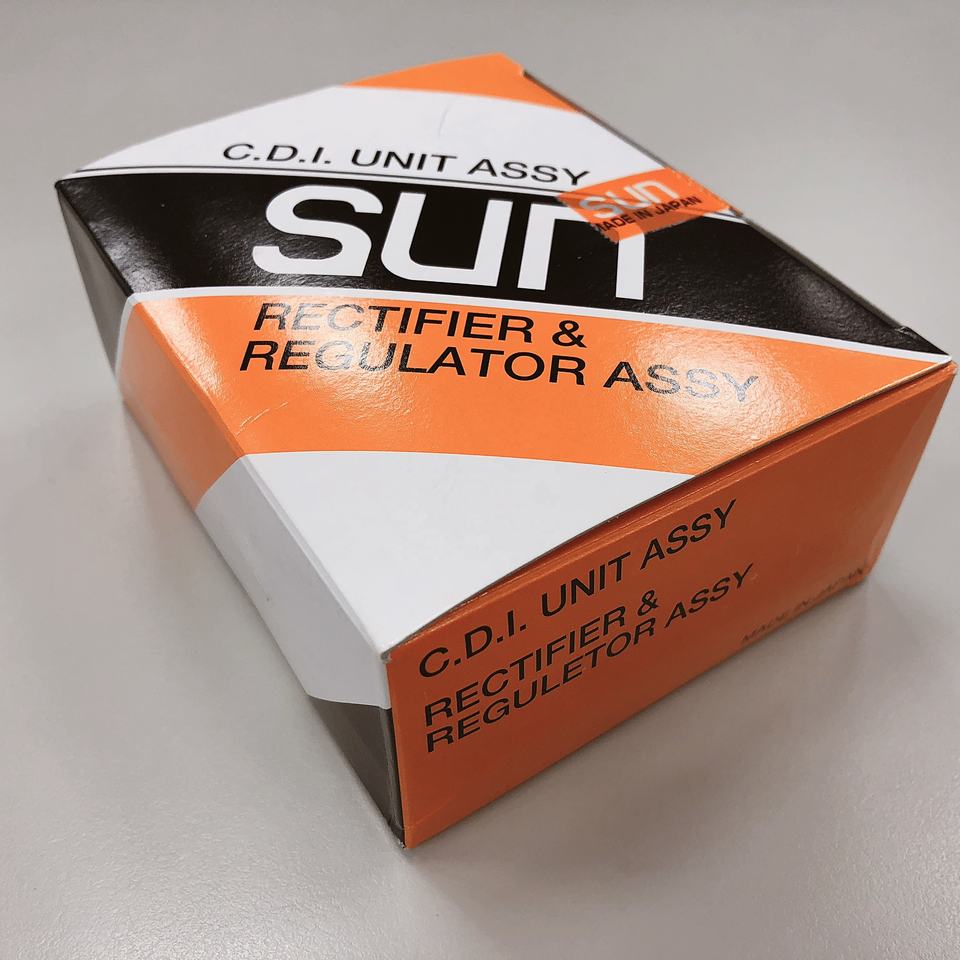 C.D.I. UNIT ASSY
sun
sun
MADE IN JAPAN
RECTIFIER &
REGULATOR ASSY
C.D.I. UNIT ASSY
RECTIFIER &
REGULETOR ASSY
MADE IN JAPAN